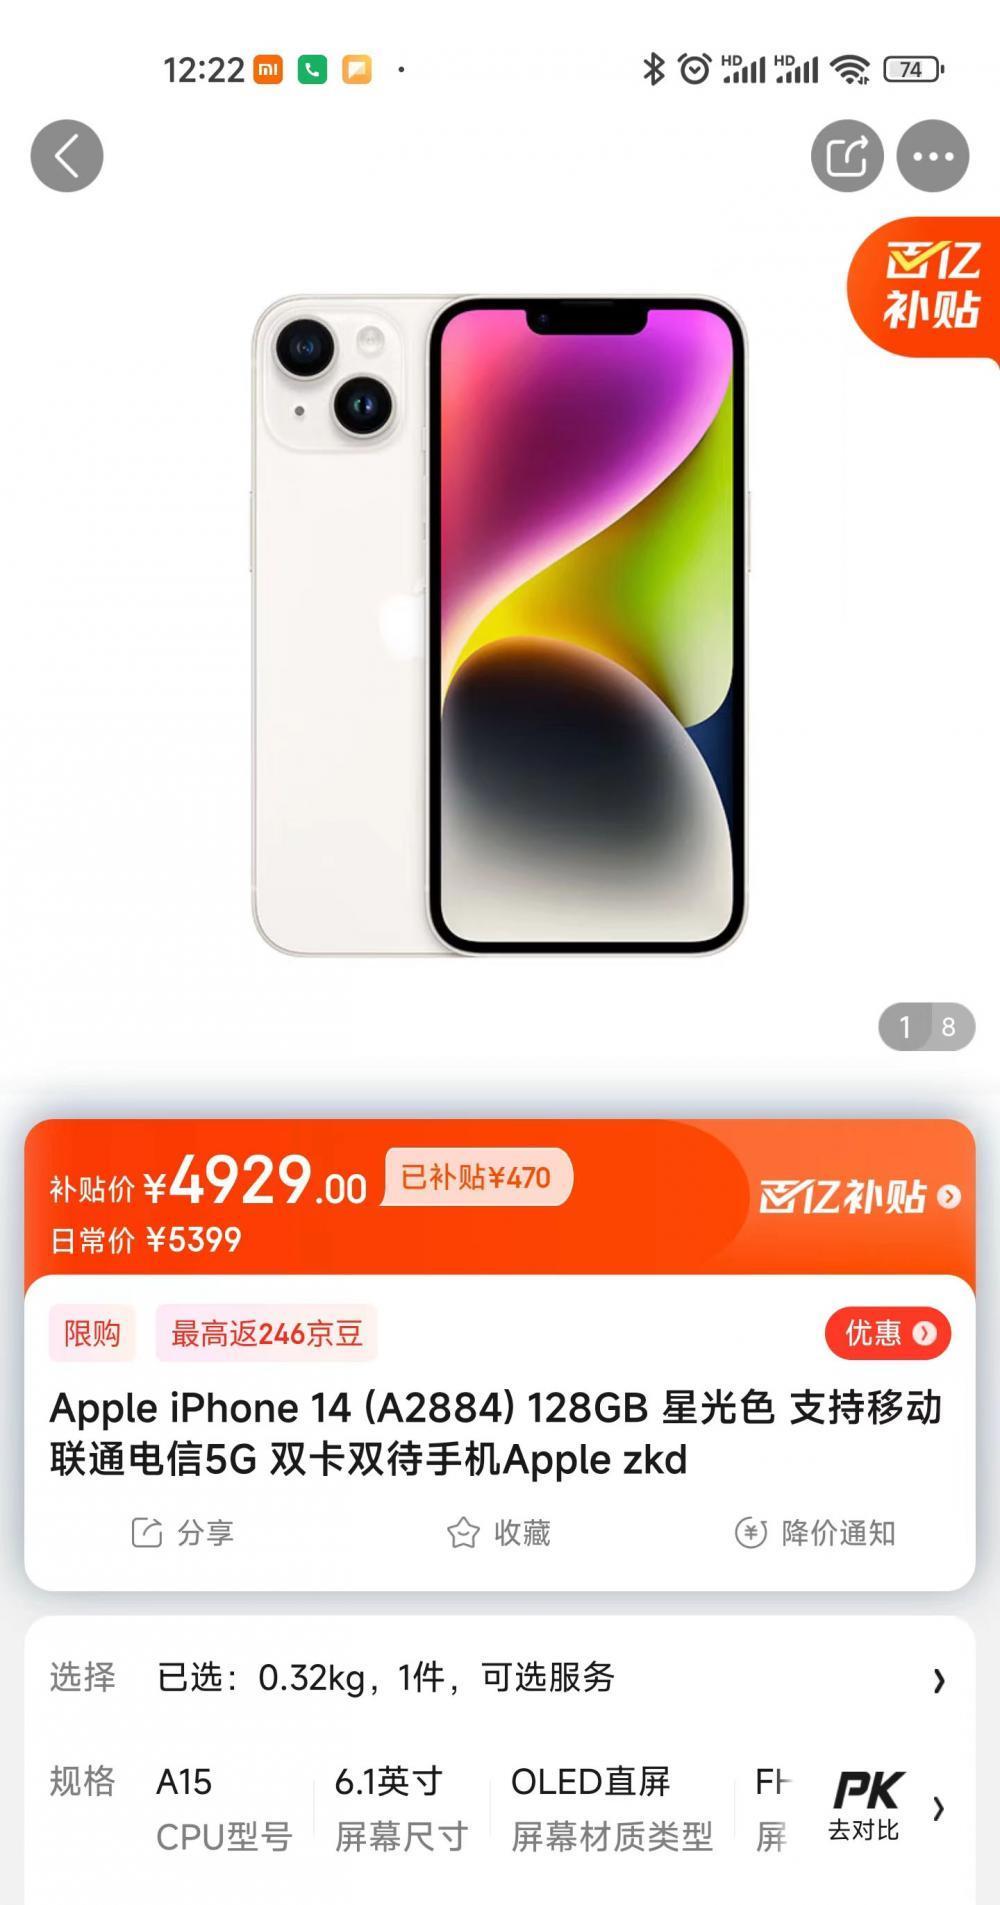 12:22
mi
HD
HD
74
百亿
补贴
1 8
补贴价 ¥4929.00 已补贴¥470
百亿补贴
日常价 ¥5399
限购 最高返246京豆 优惠
Apple iPhone 14 (A2884) 128GB 星光色 支持移动
联通电信5G 双卡双待手机Apple zkd
分享 收藏 降价通知
选择 已选：0.32kg，1件，可选服务
规格 A15 6.1英寸 OLED直屏 PK
CPU型号 屏幕尺寸 屏幕材质类型 屏 去对比